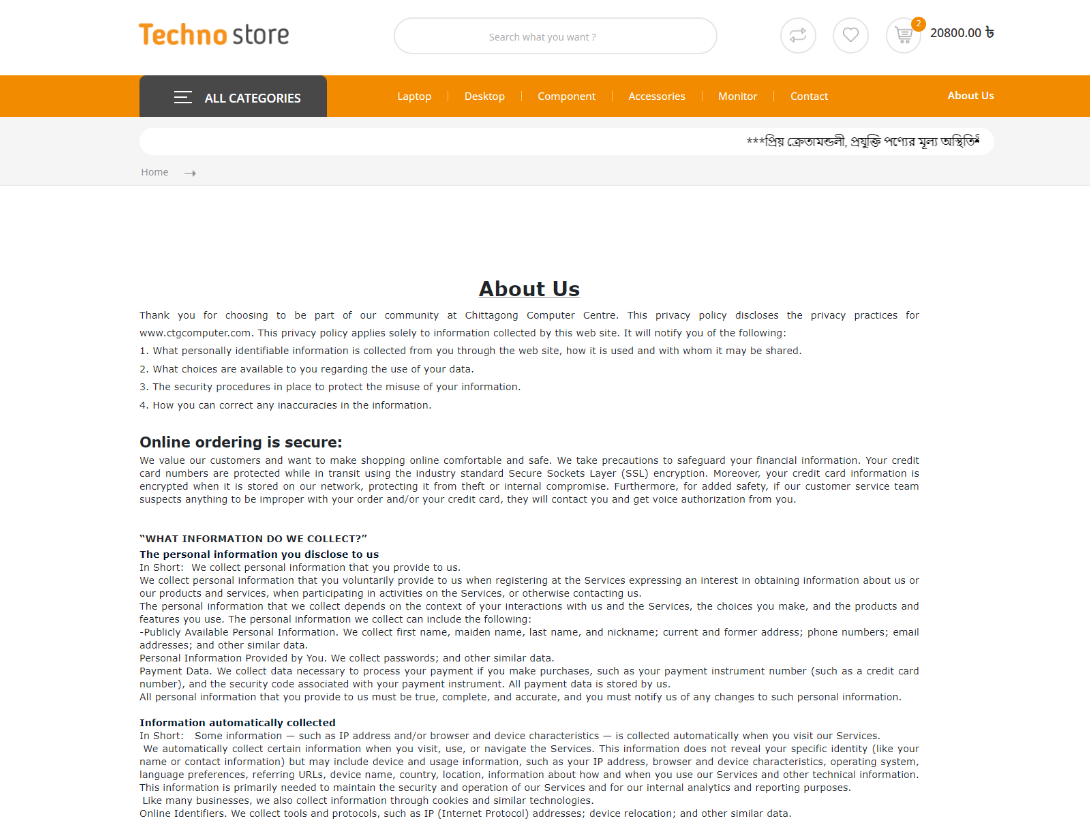 Techno store
Search what you want ?
2
20800.00 ৳
ALL CATEGORIES
Laptop
Desktop
Component
Accessories
Monitor
Contact
About Us
***প্রিয় ক্রেতামন্ডলী, প্রযুক্তি পণ্যের মূল্য
Home
About Us
Thank you for choosing to be part of our community at Chittagong Computer Centre. This privacy policy discloses the privacy practices for
www.ctgcomputer.com. This privacy policy applies solely to information collected by this web site. It will notify you of the following:
1. What personally identifiable information is collected from you through the web site, how it is used and with whom it may be shared.
2. What choices are available to you regarding the use of your data.
3. The security procedures in place to protect the misuse of your information.
4. How you can correct any inaccuracies in the information.
Online ordering is secure:
We value our customers and want to make shopping online comfortable and safe. We take precautions to safeguard your financial information. Your credit
card numbers are protected while in transit using the industry standard Secure Sockets Layer (SSL) encryption. Moreover, your credit card information is
encrypted when it is stored on our network, protecting it from theft or internal compromise. Furthermore, for added safety, if our customer service team
suspects anything to be improper with your order and/or your credit card, they will contact you and get voice authorization from you.
“WHAT INFORMATION DO WE COLLECT?”
The personal information you disclose to us
In Short:  We collect personal information that you provide to us.
We collect personal information that you voluntarily provide to us when registering at the Services expressing an interest in obtaining information about us or
our products and services, when participating in activities on the Services, or otherwise contacting us.
The personal information that we collect depends on the context of your interactions with us and the Services, the choices you make, and the products and
features you use. The personal information we collect can include the following:
-Publicly Available Personal Information. We collect first name, maiden name, last name, and nickname; current and former address; phone numbers; email
addresses; and other similar data.
Personal Information Provided by You. We collect passwords; and other similar data.
Payment Data. We collect data necessary to process your payment if you make purchases, such as your payment instrument number (such as a credit card
number), and the security code associated with your payment instrument. All payment data is stored by us.
All personal information that you provide to us must be true, complete, and accurate, and you must notify us of any changes to such personal information.
Information automatically collected
In Short:   Some information — such as IP address and/or browser and device characteristics — is collected automatically when you visit our Services.
We automatically collect certain information when you visit, use, or navigate the Services. This information does not reveal your specific identity (like your
name or contact information) but may include device and usage information, such as your IP address, browser and device characteristics, operating system,
language preferences, referring URLs, device name, country, location, information about how and when you use our Services and other technical information.
This information is primarily needed to maintain the security and operation of our Services and for our internal analytics and reporting purposes.
Like many businesses, we also collect information through cookies and similar technologies.
Online Identifiers. We collect tools and protocols, such as IP (Internet Protocol) addresses; device relocation; and other similar data.